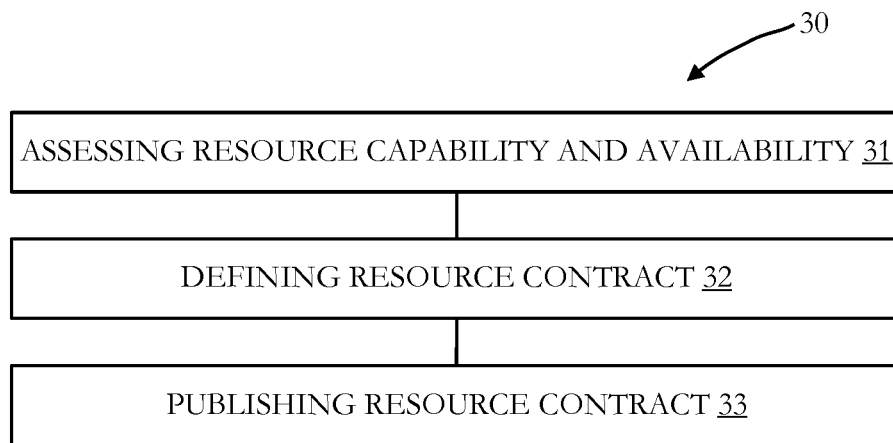 30
ASSESSING RESOURCE CAPABILITY AND AVAILABILITY 31
DEFINING RESOURCE CONTRACT 32
PUBLISHING RESOURCE CONTRACT 33